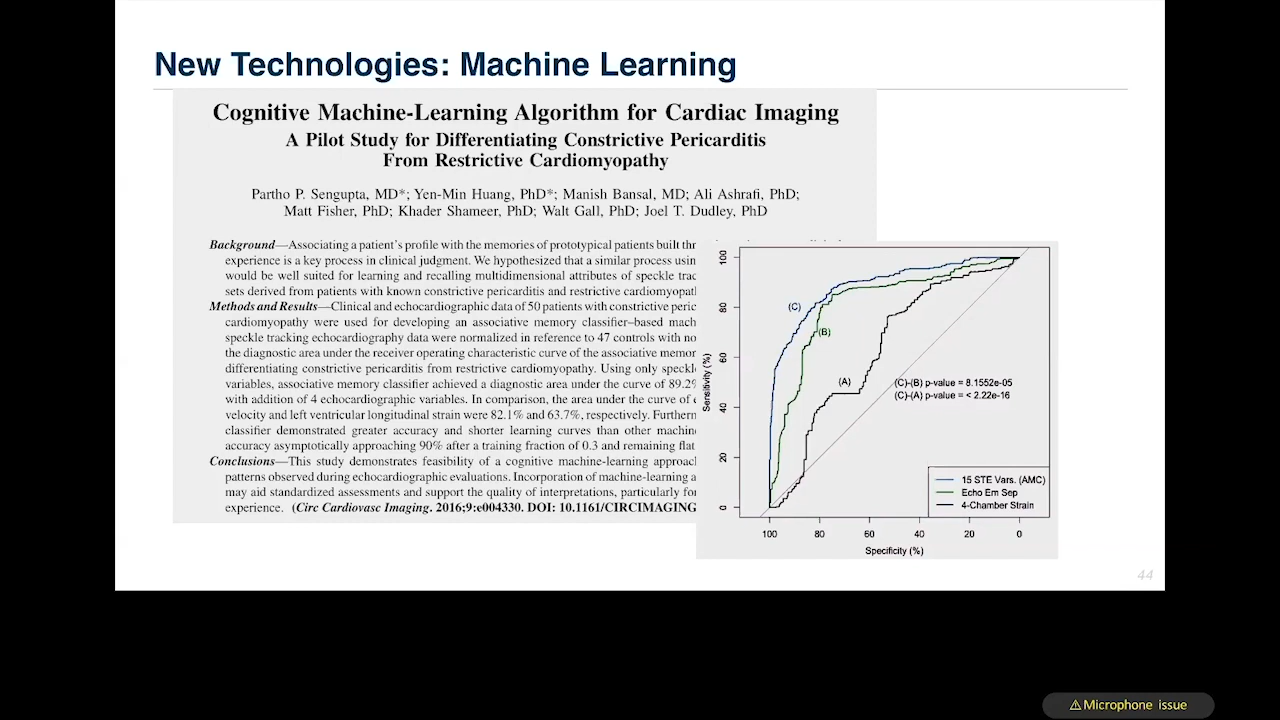 New Technologies: Machine Learning
Cognitive Machine-Learning Algorithm for Cardiac Imaging
A Pilot Study for Differentiating Constrictive Pericarditis
From Restrictive Cardiomyopathy
Partho P. Sengupta, MD*; Yen-Min Huang, PhD*; Manish Bansal, MD; Ali Ashrafi, PhD;
Matt Fisher, PhD; Khader Shameer, PhD; Walt Gall, PhD; Joel T. Dudley, PhD
Background—Associating a patient's profile with the memories of prototypical patients built thr
experience is a key process in clinical judgment. We hypothesized that a similar process usin
would be well suited for learning and recalling multidimensional attributes of speckle trac
sets derived from patients with known constrictive pericarditis and restrictive cardiomyopat
Methods and Results—Clinical and echocardiographic data of 50 patients with constrictive peric
cardiomyopathy were used for developing an associative memory classifier–based mach
speckle tracking echocardiography data were normalized in reference to 47 controls with no
the diagnostic area under the receiver operating characteristic curve of the associative memor
differentiating constrictive pericarditis from restrictive cardiomyopathy. Using only speckl
variables, associative memory classifier achieved a diagnostic area under the curve of 89.2%
with addition of 4 echocardiographic variables. In comparison, the area under the curve of e
velocity and left ventricular longitudinal strain were 82.1% and 63.7%, respectively. Furthern
classifier demonstrated greater accuracy and shorter learning curves than other machine
accuracy asymptotically approaching 90% after a training fraction of 0.3 and remaining flat
Conclusions—This study demonstrates feasibility of a cognitive machine-learning approac
patterns observed during echocardiographic evaluations. Incorporation of machine-learning a
may aid standardized assessments and support the quality of interpretations, particularly for
experience. (Circ Cardiovasc Imaging. 2016;9:e004330. DOI: 10.1161/CIRCIMAGING
Sensitivity (%)
100
80
60
40
20
0
(C)
(B)
(A)
(C)-(B) p-value = 8.1552e-05
(C)-(A) p-value = < 2.22e-16
15 STE Vars. (AMC)
Echo Em Sep
4-Chamber Strain
100 80 60 40 20 0
Specificity (%)
44
⚠Microphone issue